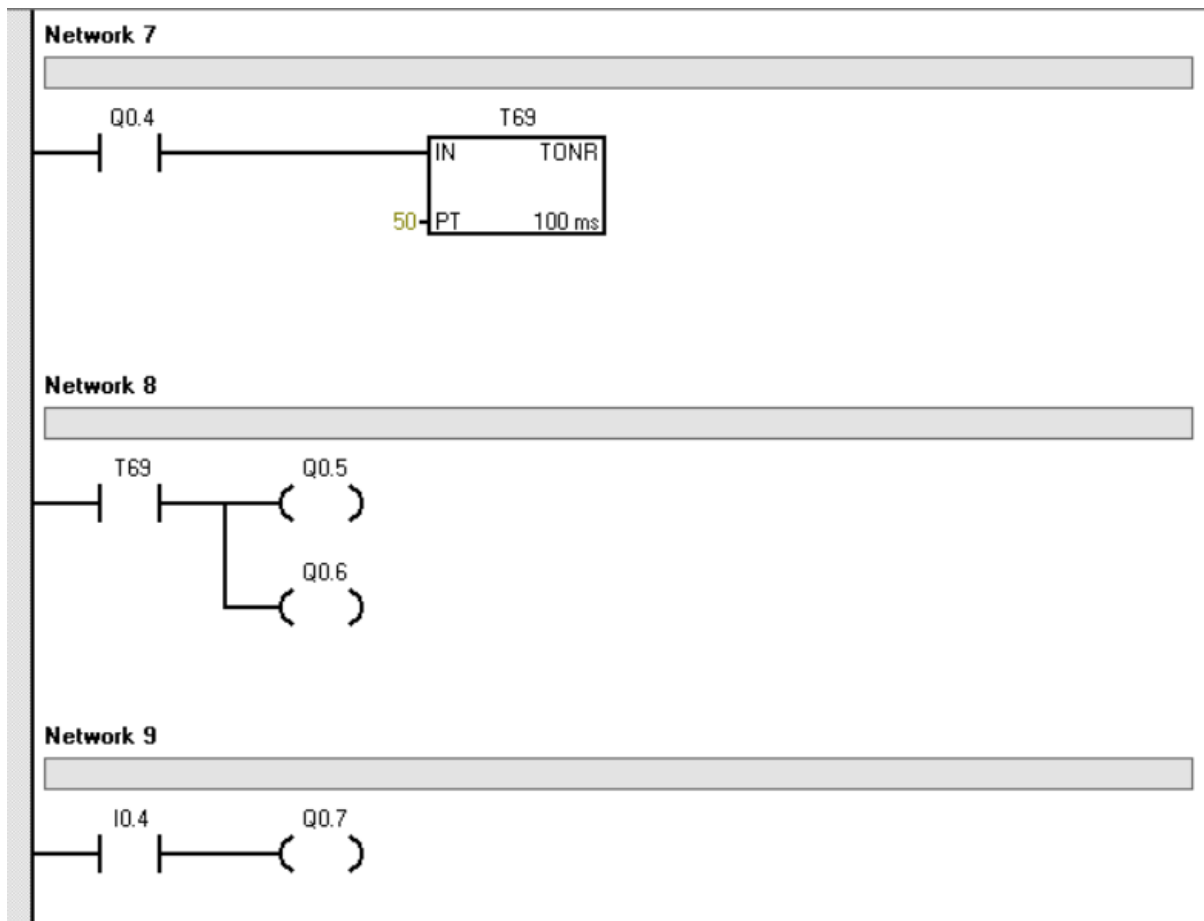 Network 7
Q0.4 T69
IN TONR
50 PT 100 ms
Network 8
T69 Q0.5
Q0.6
Network 9
I0.4 Q0.7